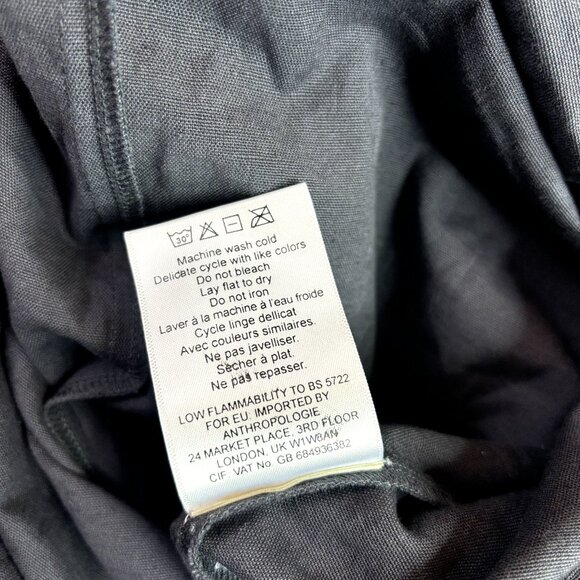 30°
Machine wash cold
Delicate cycle with like colors
Do not bleach
Lay flat to dry
Do not iron
Laver à la machine à l'eau froide
Cycle linge dellicat
Avec couleurs similaires.
Ne pas javelliser.
Sécher à plat.
Ne pas repasser.
LOW FLAMMABILITY TO BS 5722
FOR EU: IMPORTED BY
ANTHROPOLOGIE
24 MARKET PLACE, 3RD FLOOR
LONDON, UK W1W8AN
CIF. VAT No GB 684936382